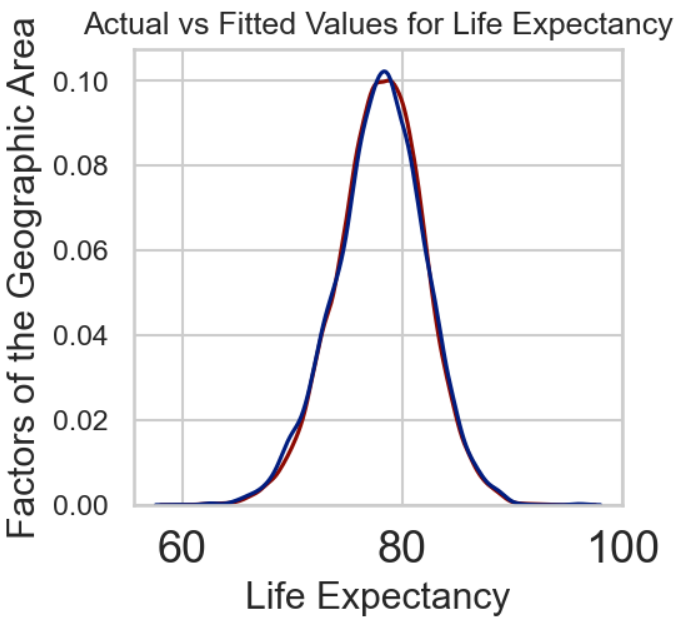 Actual vs Fitted Values for Life Expectancy
Factors of the Geographic Area
0.10
0.08
0.06
0.04
0.02
0.00
60 80 100
Life Expectancy